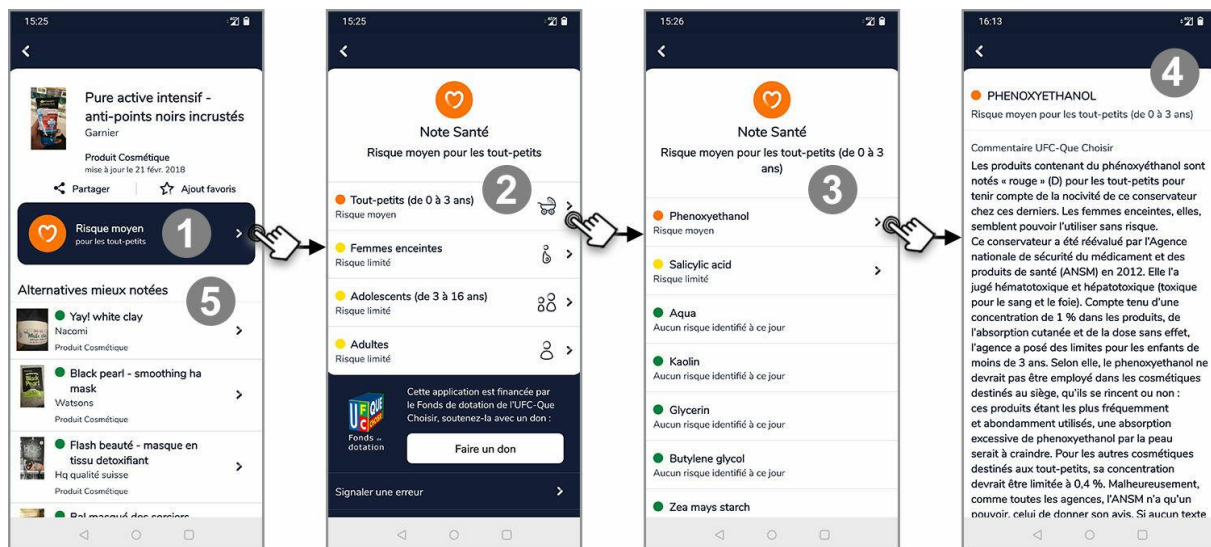 15:25
Pure active intensif -
anti-points noirs incrustés
Garnier
Produit Cosmétique
mise à jour le 21 févr. 2018
Partager
Ajout favoris
Risque moyen
pour les tout-petits
1
Alternatives mieux notées
5
Yay! white clay
Nacomi
Produit Cosmétique
Black pearl - smoothing ha
mask
Watsons
Produit Cosmétique
Flash beauté - masque en
tissu detoxifiant
Hq qualité suisse
Produit Cosmétique
Bal masqué des sorciers
15:25
Note Santé
Risque moyen pour les tout-petits
2
Tout-petits (de 0 à 3 ans)
Risque moyen
Femmes enceintes
Risque limité
Adolescents (de 3 à 16 ans)
Risque limité
Adultes
Risque limité
UFC QUE CHOISIR
Fonds de
dotation
Cette application est financée par
le Fonds de dotation de l'UFC-Que
Choisir, soutenez-la avec un don :
Faire un don
Signaler une erreur
15:26
Note Santé
Risque moyen pour les tout-petits (de 0 à 3
ans)
3
Phenoxyethanol
Risque moyen
Salicylic acid
Risque limité
Aqua
Aucun risque identifié à ce jour
Kaolin
Aucun risque identifié à ce jour
Glycerin
Aucun risque identifié à ce jour
Butylene glycol
Aucun risque identifié à ce jour
Zea mays starch
16:13
4
PHENOXYETHANOL
Risque moyen pour les tout-petits (de 0 à 3 ans)
Commentaire UFC-Que Choisir
Les produits contenant du phénoxyéthanol sont
notés « rouge » (D) pour les tout-petits pour
tenir compte de la nocivité de ce conservateur
chez ces derniers. Les femmes enceintes, elles,
semblent pouvoir l'utiliser sans risque.
Ce conservateur a été réévalué par l'Agence
nationale de sécurité du médicament et des
produits de santé (ANSM) en 2012. Elle l'a
jugé hématotoxique et hépatotoxique (toxique
pour le sang et le foie). Compte tenu d'une
concentration de 1 % dans les produits, de
l'absorption cutanée et de la dose sans effet,
l'agence a posé des limites pour les enfants de
moins de 3 ans. Selon elle, le phenoxyethanol ne
devrait pas être employé dans les cosmétiques
destinés au siège, qu'ils se rincent ou non :
ces produits étant les plus fréquemment
et abondamment utilisés, une absorption
excessive de phenoxyethanol par la peau
serait à craindre. Pour les autres cosmétiques
destinés aux tout-petits, sa concentration
devrait être limitée à 0,4 %. Malheureusement,
comme toutes les agences, l'ANSM n'a qu'un
pouvoir, celui de donner son avis. Si aucun texte